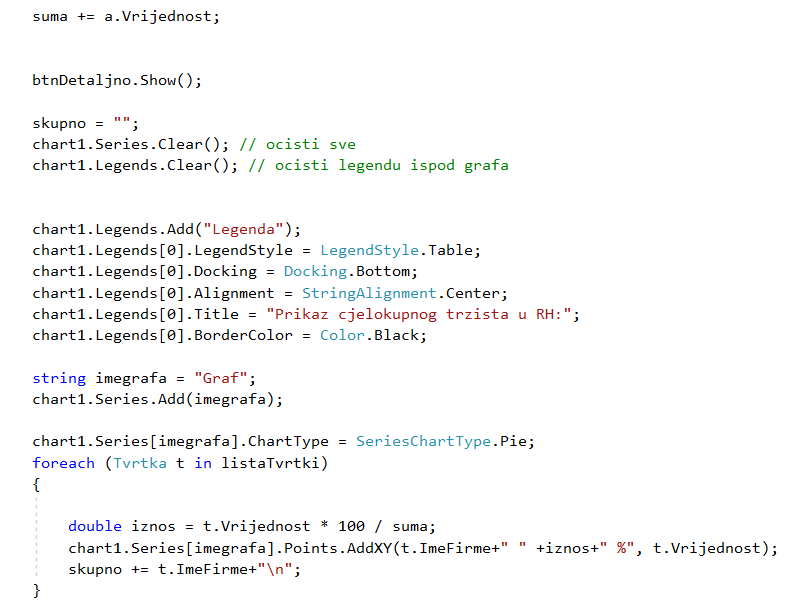 suma += a.Vrijednost;
btnDetaljno.Show();
skupno = "";
chart1.Series.Clear(); // ocisti sve
chart1.Legends.Clear(); // ocisti legendu ispod grafa
chart1.Legends.Add("Legenda");
chart1.Legends[0].LegendStyle = LegendStyle.Table;
chart1.Legends[0].Docking = Docking.Bottom;
chart1.Legends[0].Alignment = StringAlignment.Center;
chart1.Legends[0].Title = "Prikaz cjelokupnog trzista u RH:";
chart1.Legends[0].BorderColor = Color.Black;
string imegrafa = "Graf";
chart1.Series.Add(imegrafa);
chart1.Series[imegrafa].ChartType = SeriesChartType.Pie;
foreach (Tvrtka t in listaTvrtki)
{
double iznos = t.Vrijednost * 100 / suma;
chart1.Series[imegrafa].Points.AddXY(t.ImeFirme+" " +iznos+" %", t.Vrijednost);
skupno += t.ImeFirme+"\n";
}